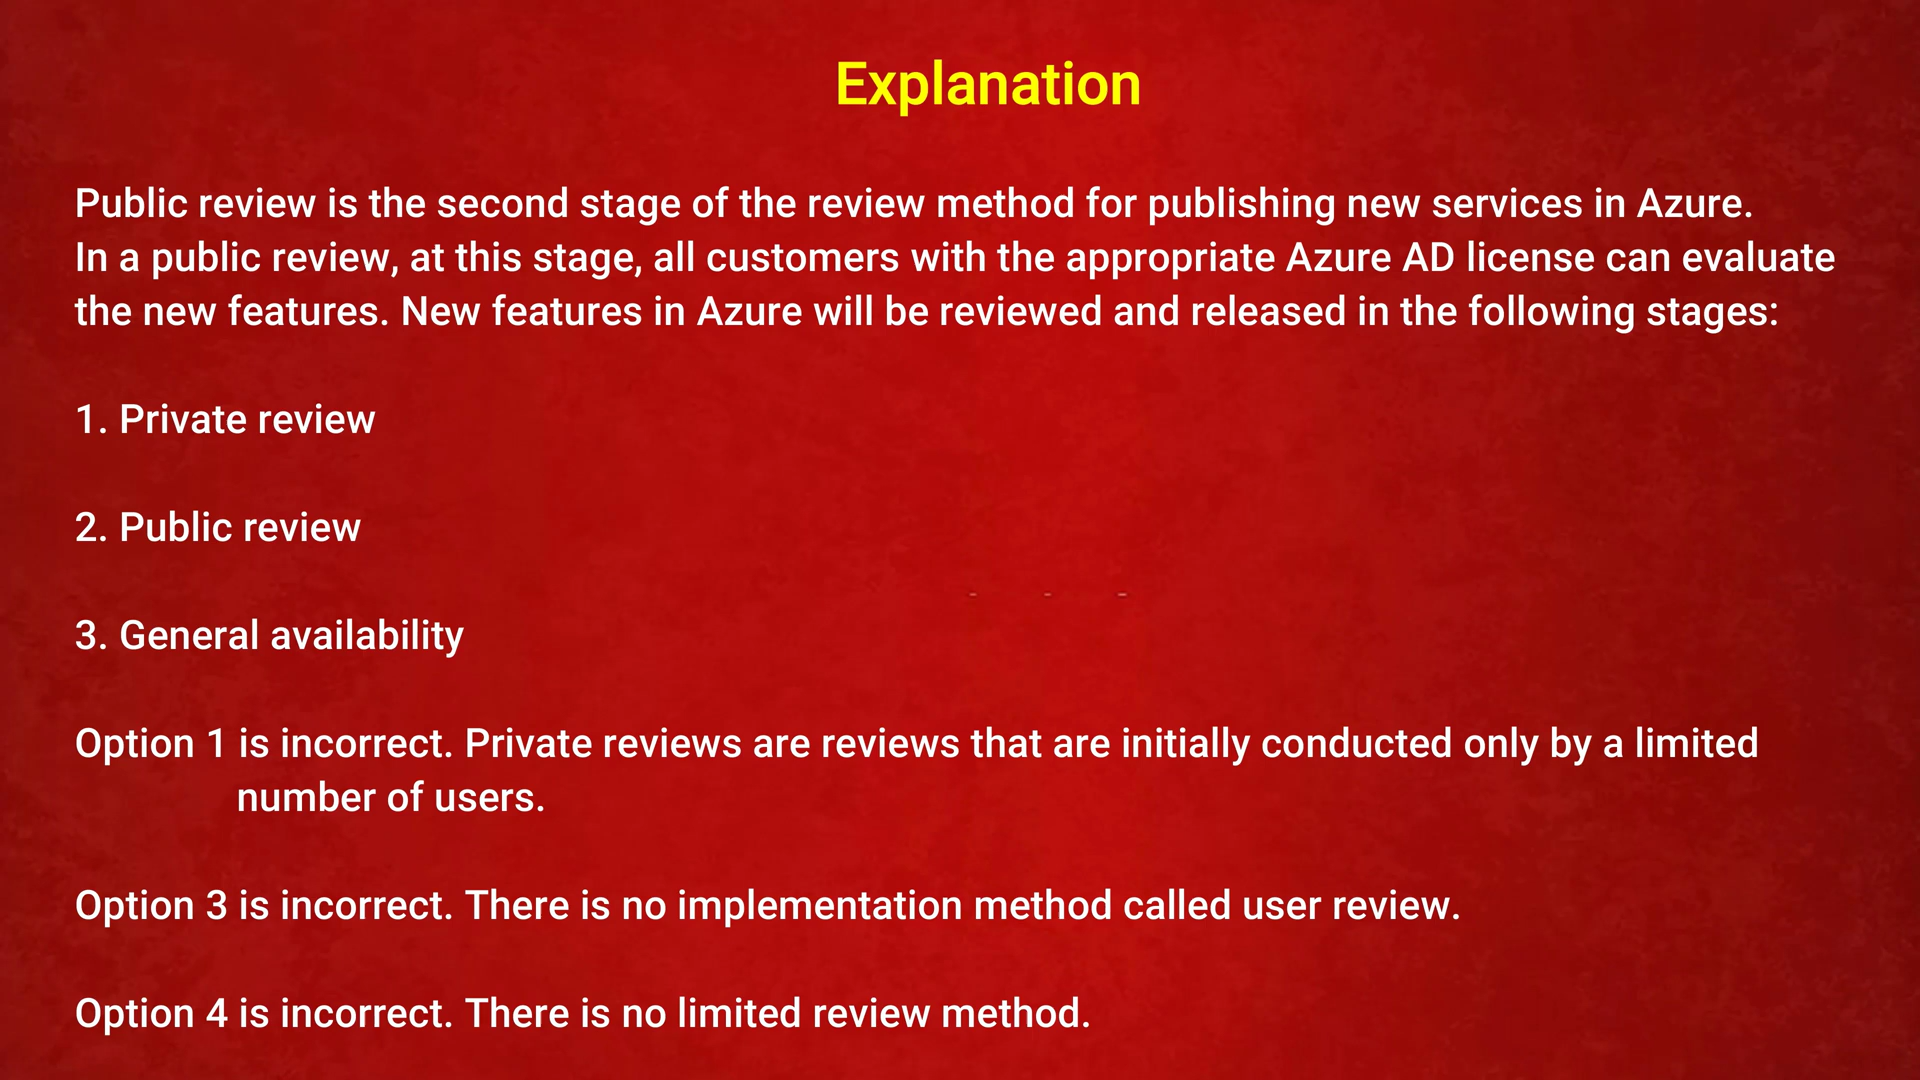 Explanation
Public review is the second stage of the review method for publishing new services in Azure.
In a public review, at this stage, all customers with the appropriate Azure AD license can evaluate
the new features. New features in Azure will be reviewed and released in the following stages:
1. Private review
2. Public review
3. General availability
Option 1 is incorrect. Private reviews are reviews that are initially conducted only by a limited
number of users.
Option 3 is incorrect. There is no implementation method called user review.
Option 4 is incorrect. There is no limited review method.